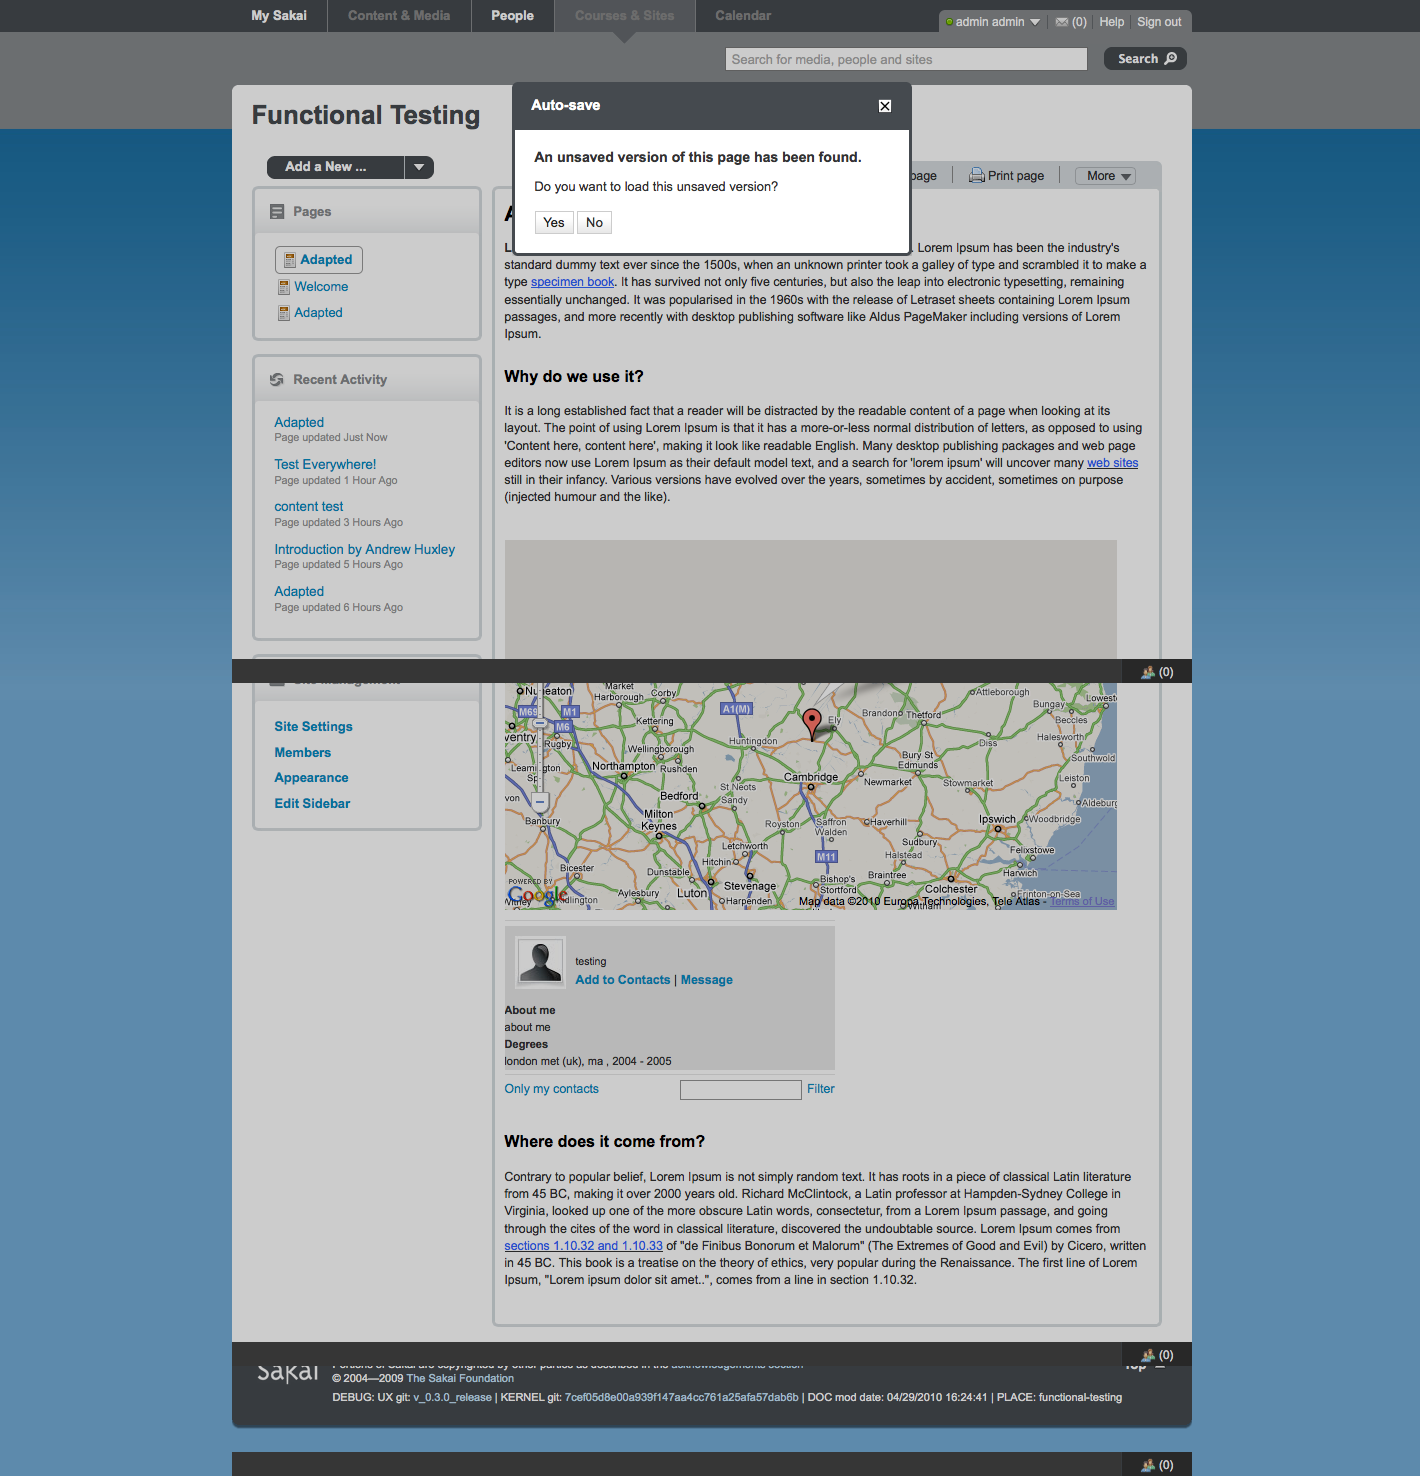 My Sakai
Content & Media
People
Courses & Sites
Calendar
admin admin
(0)
Help
Sign out
Search for media, people and sites
Search
Functional Testing
Auto-save
An unsaved version of this page has been found.
Do you want to load this unsaved version?
Yes
No
Add a New ...
page
Print page
More
Pages
Adapted
Welcome
Adapted
Recent Activity
Adapted
Page updated Just Now
Test Everywhere!
Page updated 1 Hour Ago
content test
Page updated 3 Hours Ago
Introduction by Andrew Huxley
Page updated 5 Hours Ago
Adapted
Page updated 6 Hours Ago
Site Settings
Members
Appearance
Edit Sidebar
. Lorem Ipsum has been the industry's
standard dummy text ever since the 1500s, when an unknown printer took a galley of type and scrambled it to make a
type specimen book. It has survived not only five centuries, but also the leap into electronic typesetting, remaining
essentially unchanged. It was popularised in the 1960s with the release of Letraset sheets containing Lorem Ipsum
passages, and more recently with desktop publishing software like Aldus PageMaker including versions of Lorem
Ipsum.
Why do we use it?
It is a long established fact that a reader will be distracted by the readable content of a page when looking at its
layout. The point of using Lorem Ipsum is that it has a more-or-less normal distribution of letters, as opposed to using
'Content here, content here', making it look like readable English. Many desktop publishing packages and web page
editors now use Lorem Ipsum as their default model text, and a search for 'lorem ipsum' will uncover many web sites
still in their infancy. Various versions have evolved over the years, sometimes by accident, sometimes on purpose
(injected humour and the like).
(0)
Market
Harborough
Corby
A1(M)
Attleborough
Bungay
Lowest
Beccles
M69
M1
M6
Kettering
Ely
Brandon
Thetford
ventry
Rugby
Huntingdon
Diss
Halesworth
Wellingborough
Rushden
Bury St
Edmunds
Southwold
Northampton
Cambridge
Newmarket
Stowmarket
Leiston
St Neots
Sandy
Bedford
Aldeburg
von
Banbury
Milton
Keynes
Royston
Saffron
Walden
Haverhill
Ipswich
Woodbridge
Sudbury
Letchworth
Hitchin
M11
Halstead
Felixstowe
Harwich
Bicester
Dunstable
Bishop's
Stortford
Braintree
Colchester
Frinton-on-Sea
POWERED BY
Google
Aylesbury
Luton
Stevenage
Harpenden
Witham
Map data ©2010 Europa Technologies, Tele Atlas - Terms of Use
testing
Add to Contacts | Message
About me
about me
Degrees
london met (uk), ma , 2004 - 2005
Only my contacts
Filter
Where does it come from?
Contrary to popular belief, Lorem Ipsum is not simply random text. It has roots in a piece of classical Latin literature
from 45 BC, making it over 2000 years old. Richard McClintock, a Latin professor at Hampden-Sydney College in
Virginia, looked up one of the more obscure Latin words, consectetur, from a Lorem Ipsum passage, and going
through the cites of the word in classical literature, discovered the undoubtable source. Lorem Ipsum comes from
sections 1.10.32 and 1.10.33 of "de Finibus Bonorum et Malorum" (The Extremes of Good and Evil) by Cicero, written
in 45 BC. This book is a treatise on the theory of ethics, very popular during the Renaissance. The first line of Lorem
Ipsum, "Lorem ipsum dolor sit amet..", comes from a line in section 1.10.32.
(0)
Sakai
© 2004—2009 The Sakai Foundation
DEBUG: UX git: v_0.3.0_release | KERNEL git: 7cef05d8e00a939f147aa4cc761a25afa57dab6b | DOC mod date: 04/29/2010 16:24:41 | PLACE: functional-testing
(0)